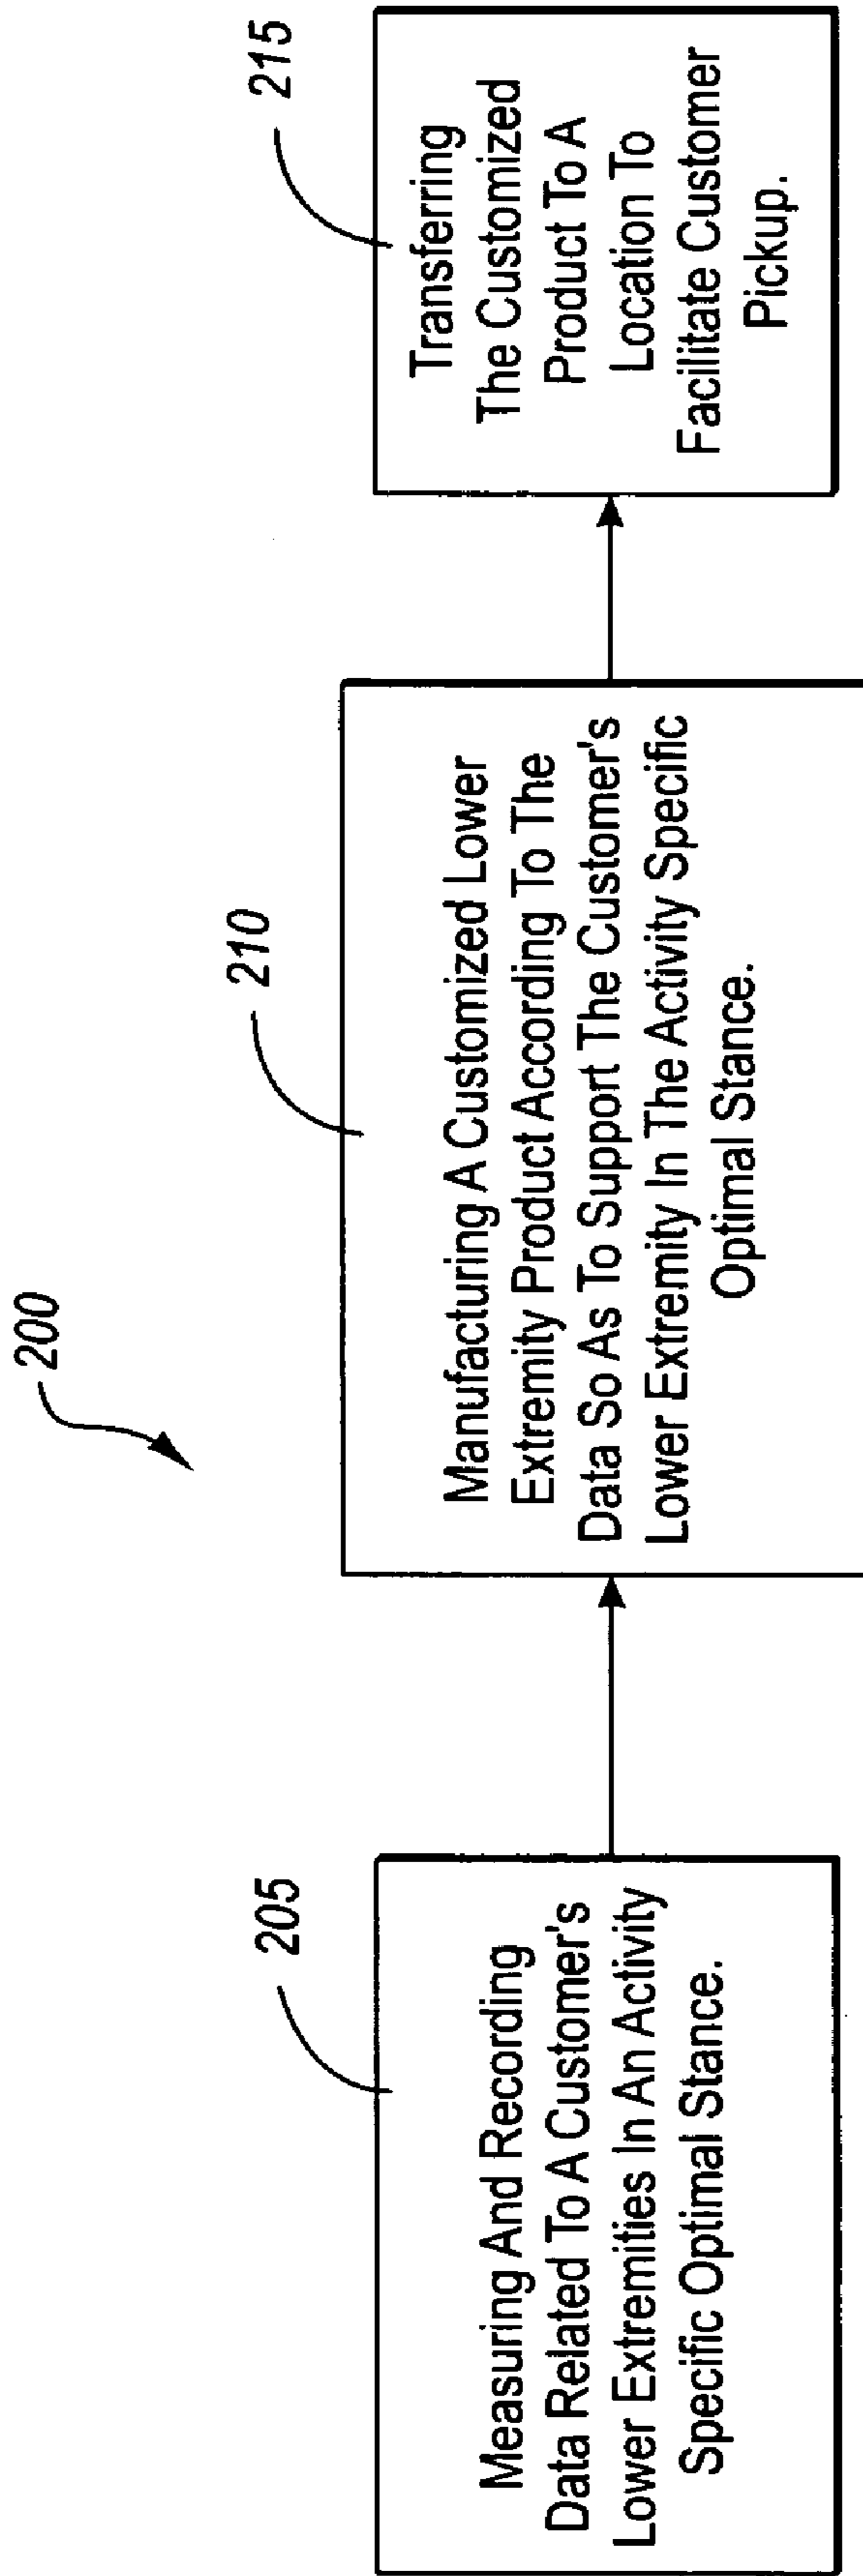 200
205
Measuring And Recording
Data Related To A Customer's
Lower Extremities In An Activity
Specific Optimal Stance.
210
Manufacturing A Customized Lower
Extremity Product According To The
Data So As To Support The Customer's
Lower Extremity In The Activity Specific
Optimal Stance.
215
Transferring
The Customized
Product To A
Location To
Facilitate Customer
Pickup.